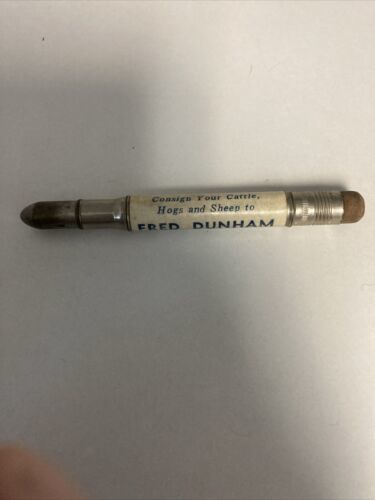 Consign Your Cattle,
Hogs and Sheep to
FRED DUNHAM